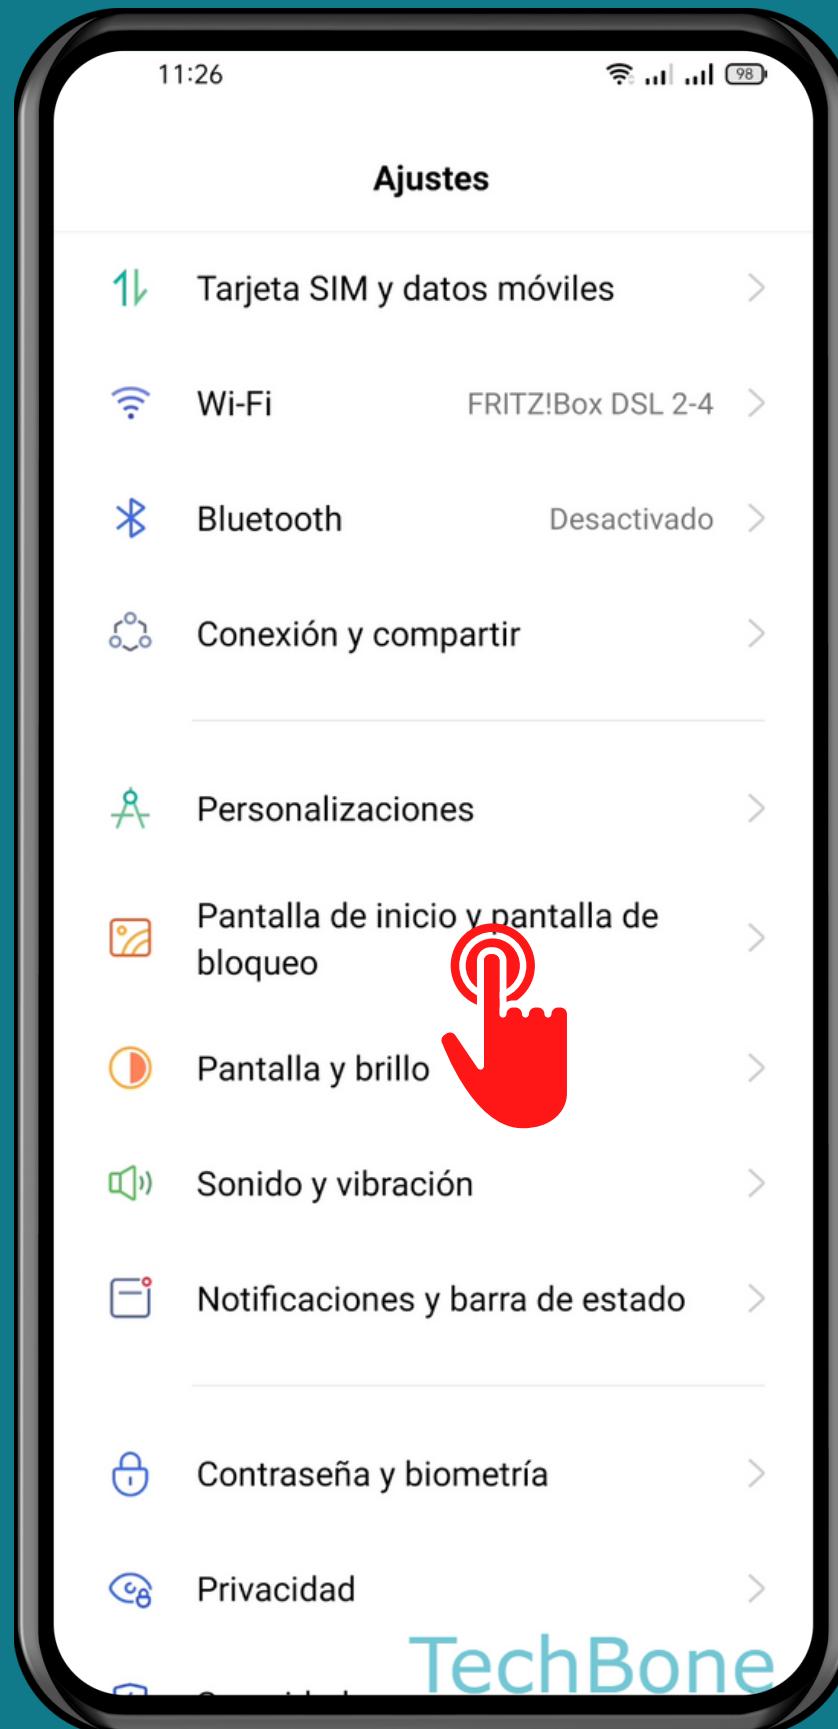 11:26
98
Ajustes
Tarjeta SIM y datos móviles
Wi-Fi
FRITZ!Box DSL 2-4
Bluetooth
Desactivado
Conexión y compartir
Personalizaciones
Pantalla de inicio y pantalla de
bloqueo
Pantalla y brillo
Sonido y vibración
Notificaciones y barra de estado
Contraseña y biometría
Privacidad
TechBone